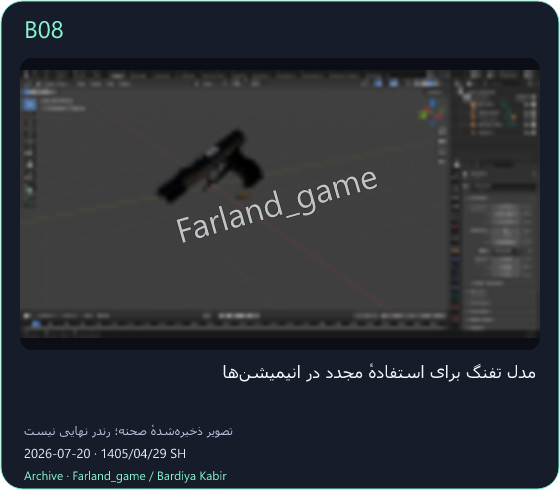 B08
Farland_game
مدل تفنگ برای استفادهٔ مجدد در انیمیشن‌ها
تصویر ذخیره‌شدهٔ صحنه؛ رندر نهایی نیست
2026-07-20 · 1405/04/29 SH
Archive · Farland_game / Bardiya Kabir